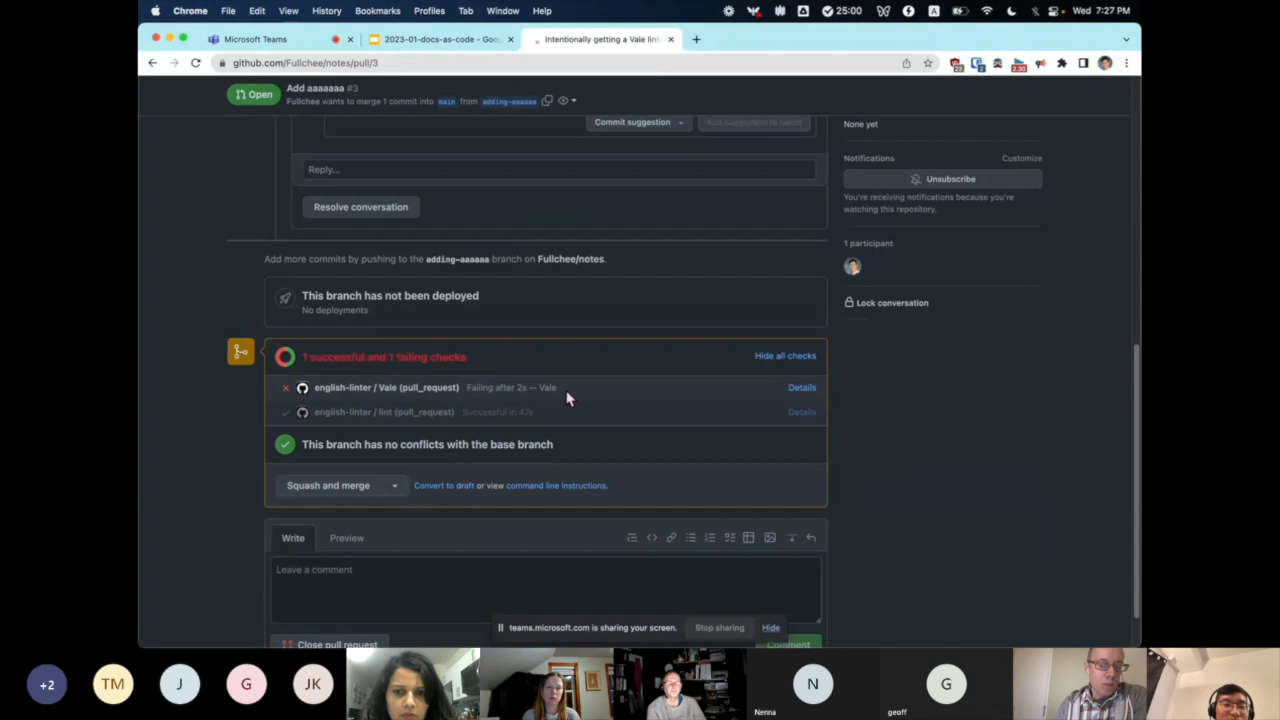 Chrome File Edit View History Bookmarks Profiles Tab Window Help 25:00 A Wed 7:27 PM
Microsoft Teams 2023-01-docs-as-code - Goo Intentionally getting a Vale lint
github.com/Fullchee/notes/pull/3
Open Add aaaaaaa #3
Fullchee wants to merge 1 commit into main from adding-aaaaaa
Commit suggestion Add suggestion to batch
None yet
Notifications Customize
Reply...
Unsubscribe
You're receiving notifications because you're
watching this repository.
Resolve conversation
1 participant
Add more commits by pushing to the adding-aaaaaa branch on Fullchee/notes.
This branch has not been deployed
No deployments
Lock conversation
1 successful and 1 failing checks Hide all checks
english-linter / Vale (pull_request) Failing after 2s — Vale Details
english-linter / lint (pull_request) Successful in 47s Details
This branch has no conflicts with the base branch
Squash and merge Convert to draft or view command line instructions.
Write Preview
Leave a comment
teams.microsoft.com is sharing your screen. Stop sharing Hide
Close pull request Comment
+2 TM J G JK N G
Nenna geoff